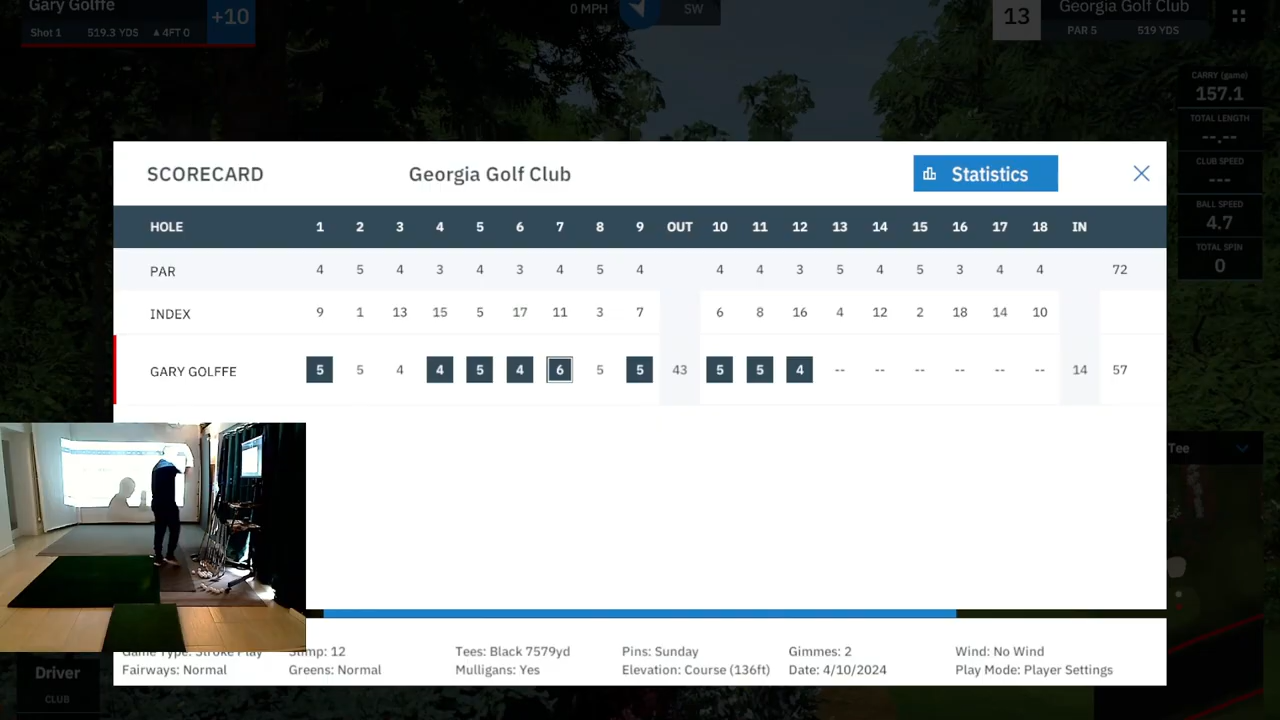 Gary Golffe
+10
Shot 1 519.3 YDS ▲ 4FT 0
0 MPH SW
13
Georgia Golf Club
PAR 5 519 YDS
CARRY (game)
157.1
TOTAL LENGTH
--.--
CLUB SPEED
---
BALL SPEED
4.7
TOTAL SPIN
0
SCORECARD Georgia Golf Club Statistics
HOLE 1 2 3 4 5 6 7 8 9 OUT 10 11 12 13 14 15 16 17 18 IN
PAR 4 5 4 3 4 3 4 5 4 4 4 3 5 4 5 3 4 4 72
INDEX 9 1 13 15 5 17 11 3 7 6 8 16 4 12 2 18 14 10
GARY GOLFFE 5 5 4 4 5 4 6 5 5 43 5 5 4 -- -- -- -- -- -- 14 57
Tee
Game Type: Stroke Play Stimp: 12 Tees: Black 7579yd Pins: Sunday Gimmes: 2 Wind: No Wind
Fairways: Normal Greens: Normal Mulligans: Yes Elevation: Course (136ft) Date: 4/10/2024 Play Mode: Player Settings
Driver
CLUB